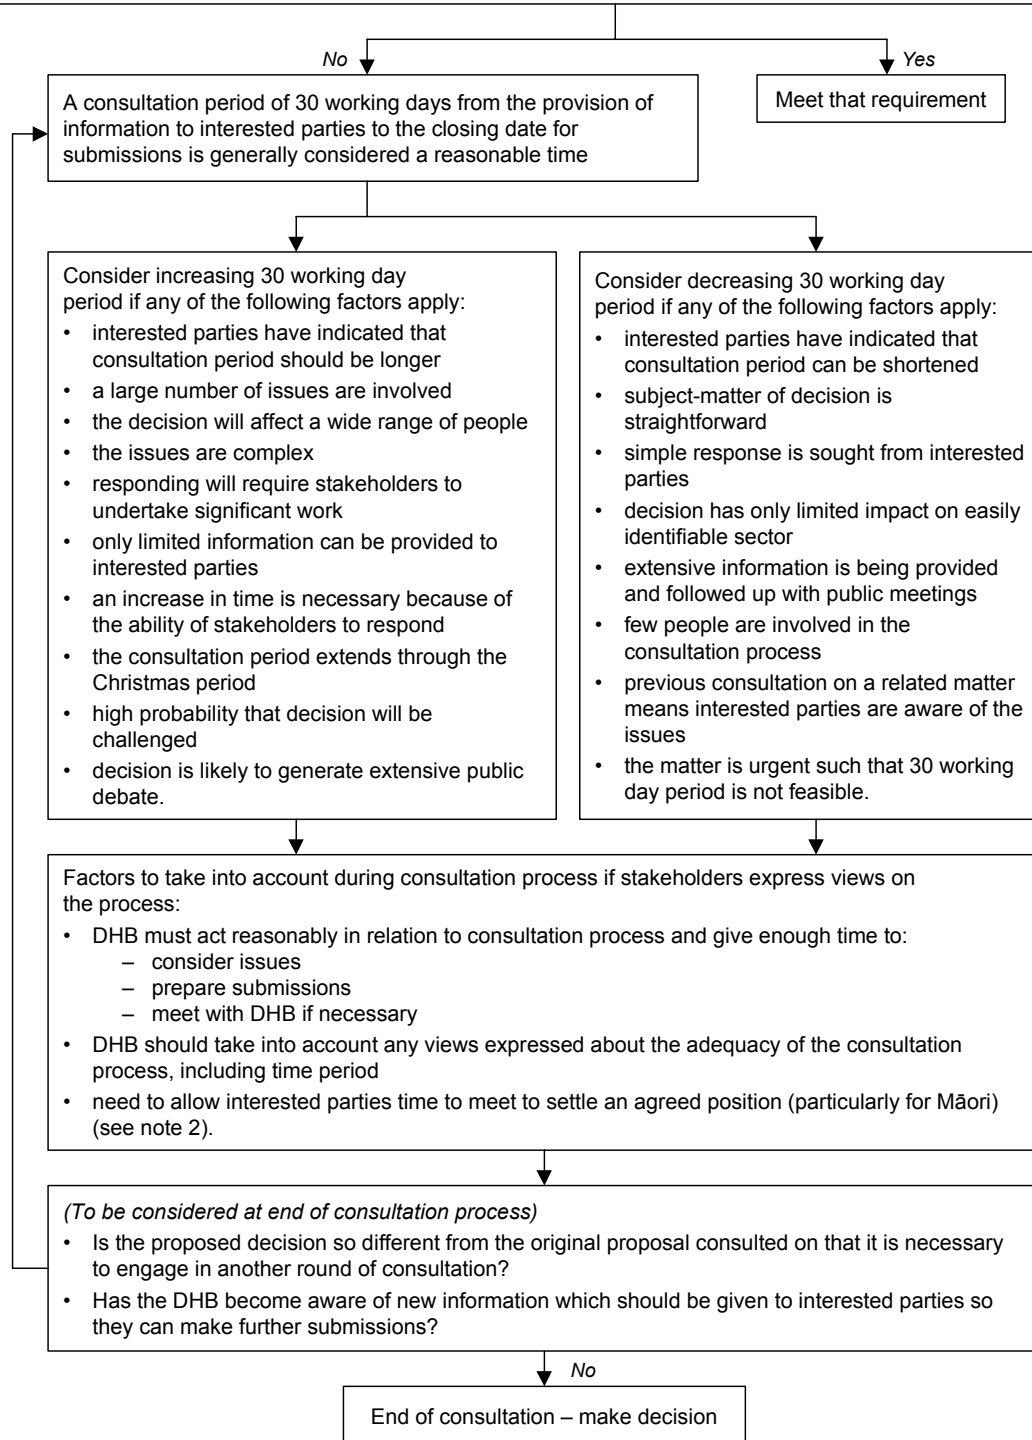 No
Yes
A consultation period of 30 working days from the provision of
information to interested parties to the closing date for
submissions is generally considered a reasonable time
Meet that requirement
Consider increasing 30 working day
period if any of the following factors apply:
• interested parties have indicated that
consultation period should be longer
• a large number of issues are involved
• the decision will affect a wide range of people
• the issues are complex
• responding will require stakeholders to
undertake significant work
• only limited information can be provided to
interested parties
• an increase in time is necessary because of
the ability of stakeholders to respond
• the consultation period extends through the
Christmas period
• high probability that decision will be
challenged
• decision is likely to generate extensive public
debate.
Consider decreasing 30 working day
period if any of the following factors apply:
• interested parties have indicated that
consultation period can be shortened
• subject-matter of decision is
straightforward
• simple response is sought from interested
parties
• decision has only limited impact on easily
identifiable sector
• extensive information is being provided
and followed up with public meetings
• few people are involved in the
consultation process
• previous consultation on a related matter
means interested parties are aware of the
issues
• the matter is urgent such that 30 working
day period is not feasible.
Factors to take into account during consultation process if stakeholders express views on
the process:
• DHB must act reasonably in relation to consultation process and give enough time to:
– consider issues
– prepare submissions
– meet with DHB if necessary
• DHB should take into account any views expressed about the adequacy of the consultation
process, including time period
• need to allow interested parties time to meet to settle an agreed position (particularly for Māori)
(see note 2).
(To be considered at end of consultation process)
• Is the proposed decision so different from the original proposal consulted on that it is necessary
to engage in another round of consultation?
• Has the DHB become aware of new information which should be given to interested parties so
they can make further submissions?
No
End of consultation – make decision